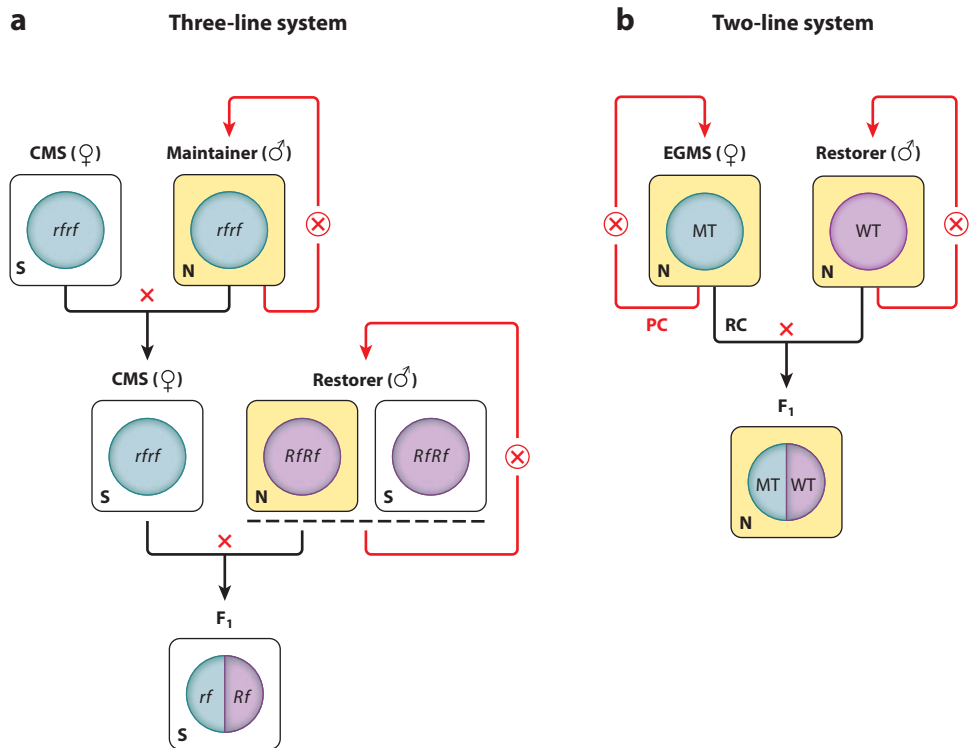 a Three-line system
CMS (♀)
Maintainer (♂)
rfrf
S
rfrf
N
CMS (♀)
Restorer (♂)
rfrf
S
RfRf
N
RfRf
S
F1
rf Rf
S
b Two-line system
EGMS (♀)
Restorer (♂)
MT
N
WT
N
PC RC
F1
MT WT
N